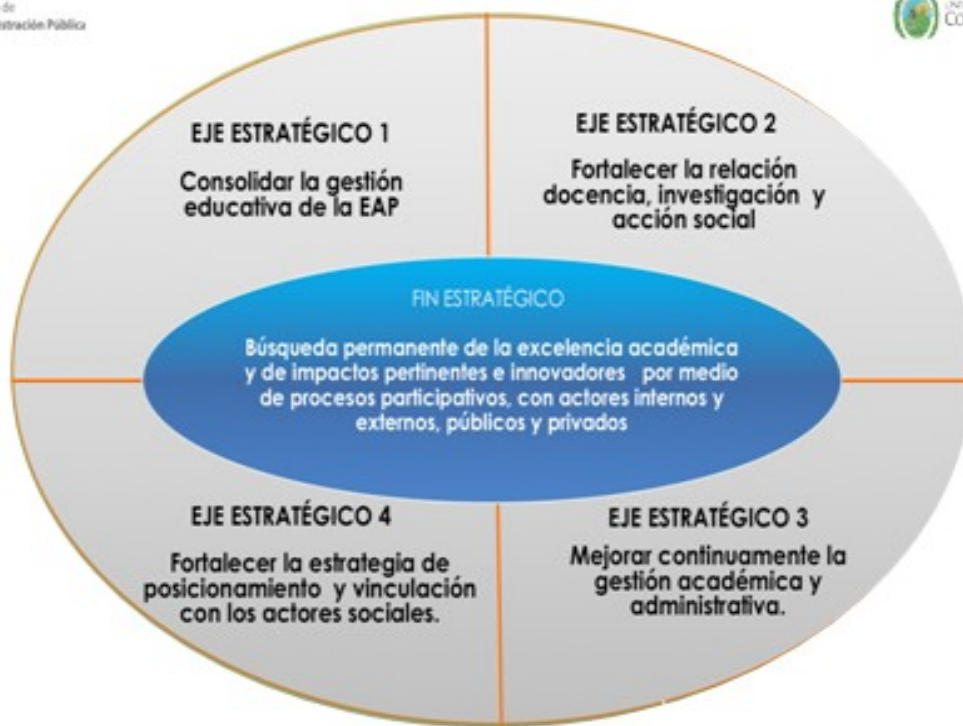 de
Administración Pública
EJE ESTRATÉGICO 1
Consolidar la gestión
educativa de la EAP
EJE ESTRATÉGICO 2
Fortalecer la relación
docencia, investigación y
acción social
FIN ESTRATÉGICO
Búsqueda permanente de la excelencia académica
y de impactos pertinentes e innovadores por medio
de procesos participativos, con actores internos y
externos, públicos y privados
EJE ESTRATÉGICO 4
Fortalecer la estrategia de
posicionamiento y vinculación
con los actores sociales.
EJE ESTRATÉGICO 3
Mejorar continuamente la
gestión académica y
administrativa.